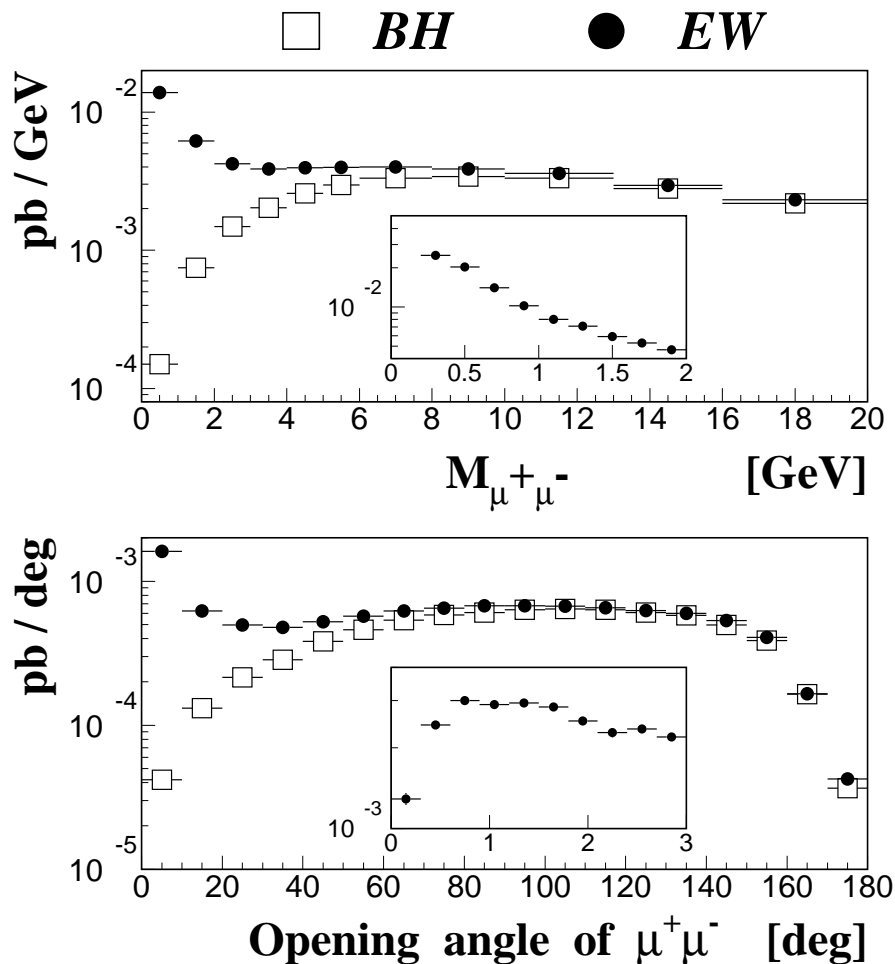 BH EW
pb / GeV
10⁻²
10⁻³
10⁻⁴
10⁻²
0 0.5 1 1.5 2
0 2 4 6 8 10 12 14 16 18 20
M μ+μ- [GeV]
pb / deg
10⁻³
10⁻⁴
10⁻⁵
10⁻³
0 1 2 3
0 20 40 60 80 100 120 140 160 180
Opening angle of μ⁺μ⁻ [deg]